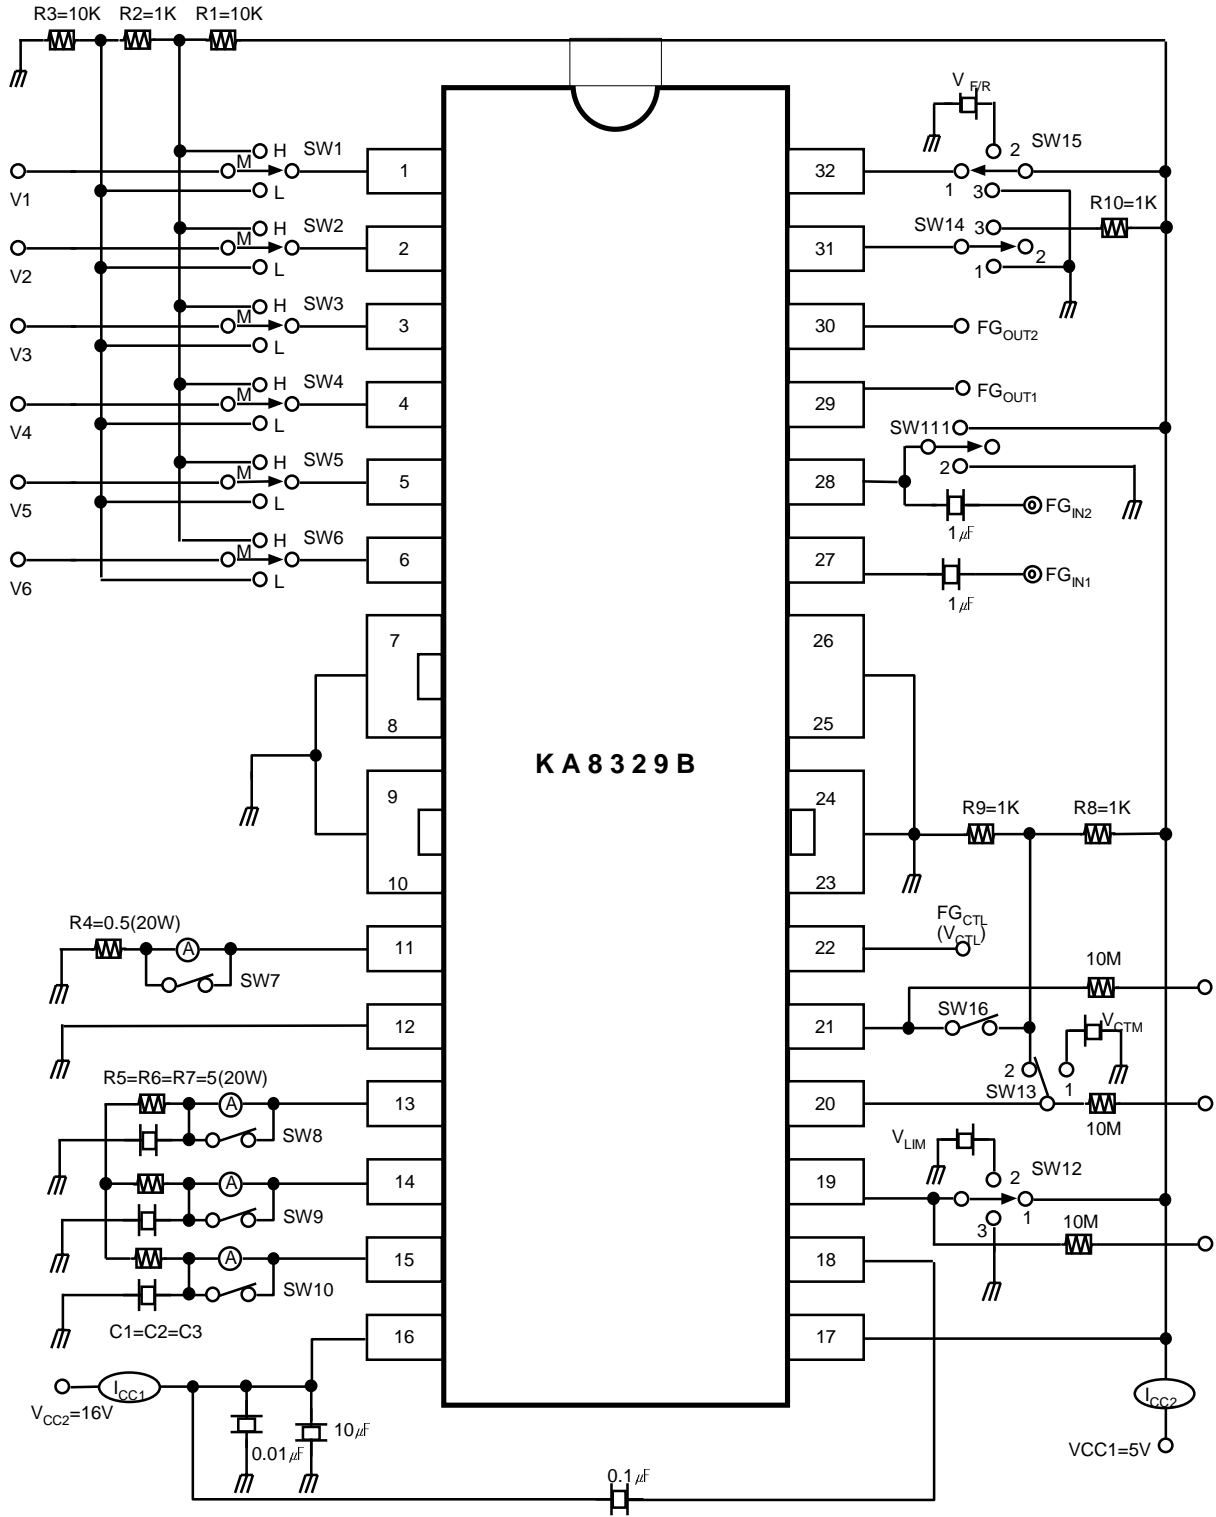 R3=10K R2=1K R1=10K
V F/R
H SW1
M
L
V1
1
32
2 SW15
1 3
R10=1K
H SW2
M
L
V2
2
31
SW14 3
2
1
H SW3
M
L
V3
3
30
FGOUT2
H SW4
M
L
V4
4
29
FGOUT1
SW111
2
H SW5
M
L
V5
5
28
FGIN2
1μF
H SW6
M
L
V6
6
27
FGIN1
1μF
7
26
8
25
KA8329B
9
24
R9=1K R8=1K
10
23
R4=0.5(20W)
A
SW7
11
22
FGCTL
(VCTL)
10M
12
21
SW16
VCTM
2
1
SW13
R5=R6=R7=5(20W)
A
SW8
13
20
10M
VLIM
A
SW9
14
19
2 SW12
1
3
10M
A
SW10
15
18
C1=C2=C3
16
17
ICC1
VCC2=16V
0.01μF
10μF
ICC2
VCC1=5V
0.1μF